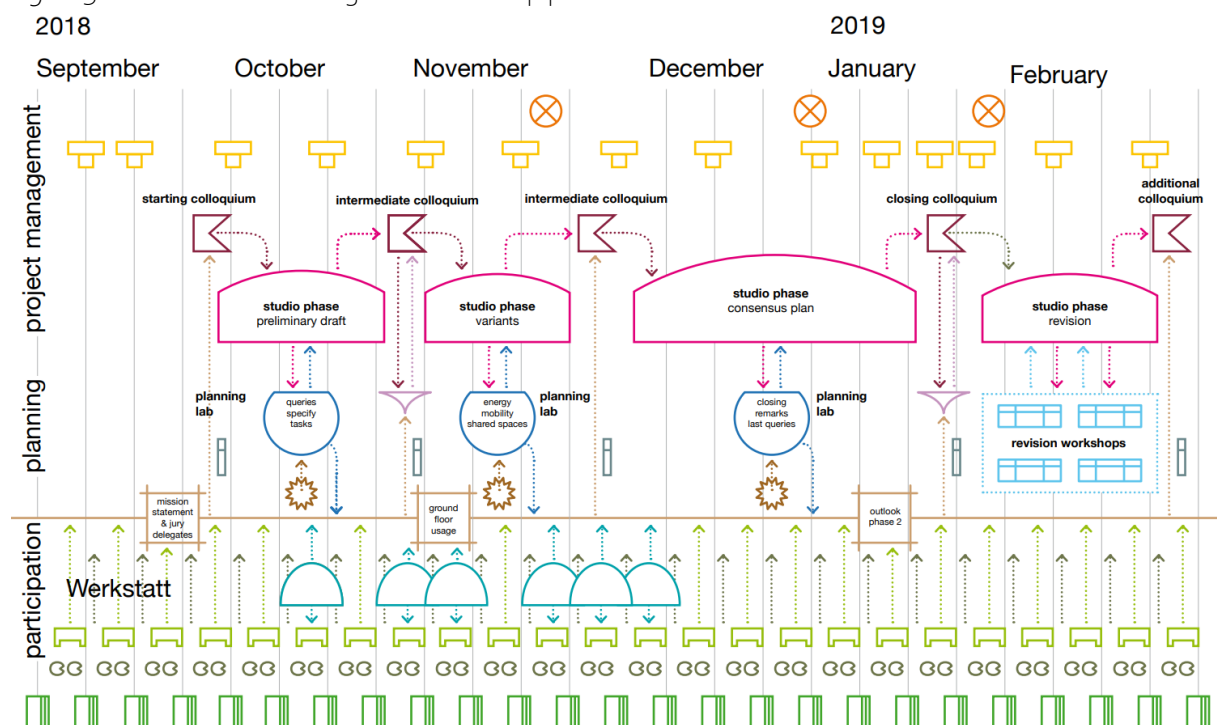 2018
2019
September
October
November
December
January
February
project management
planning
participation
starting colloquium
intermediate colloquium
intermediate colloquium
closing colloquium
additional
colloquium
studio phase
preliminary draft
studio phase
variants
studio phase
consensus plan
studio phase
revision
planning
lab
queries
specify
tasks
planning
lab
energy
mobility
shared spaces
closing
remarks
last queries
planning
lab
revision workshops
mission
statement
& jury
delegates
ground
floor
usage
outlook
phase 2
Werkstatt